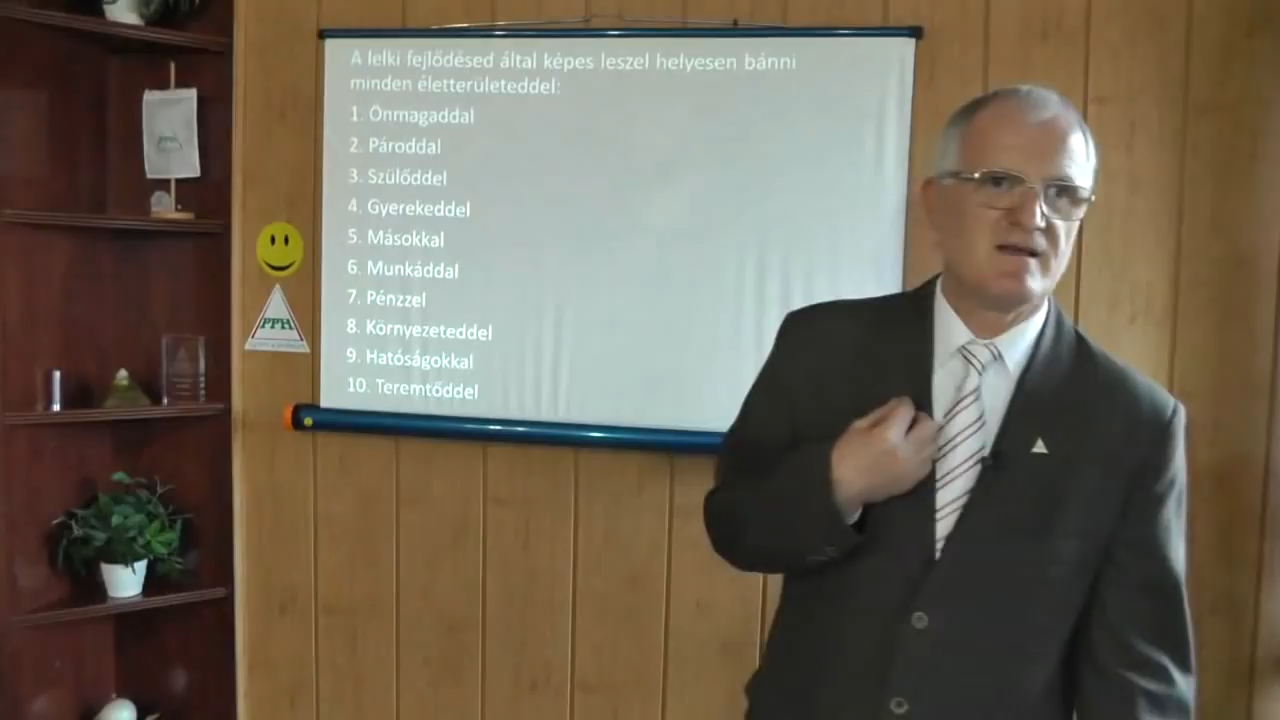 A lelki fejlődésed által képes leszel helyesen bánni
minden életterületeddel:
1. Önmagaddal
2. Pároddal
3. Szülőddel
4. Gyerekeddel
5. Másokkal
6. Munkáddal
7. Pénzzel
8. Környezeteddel
9. Hatóságokkal
10. Teremtőddel
PPH